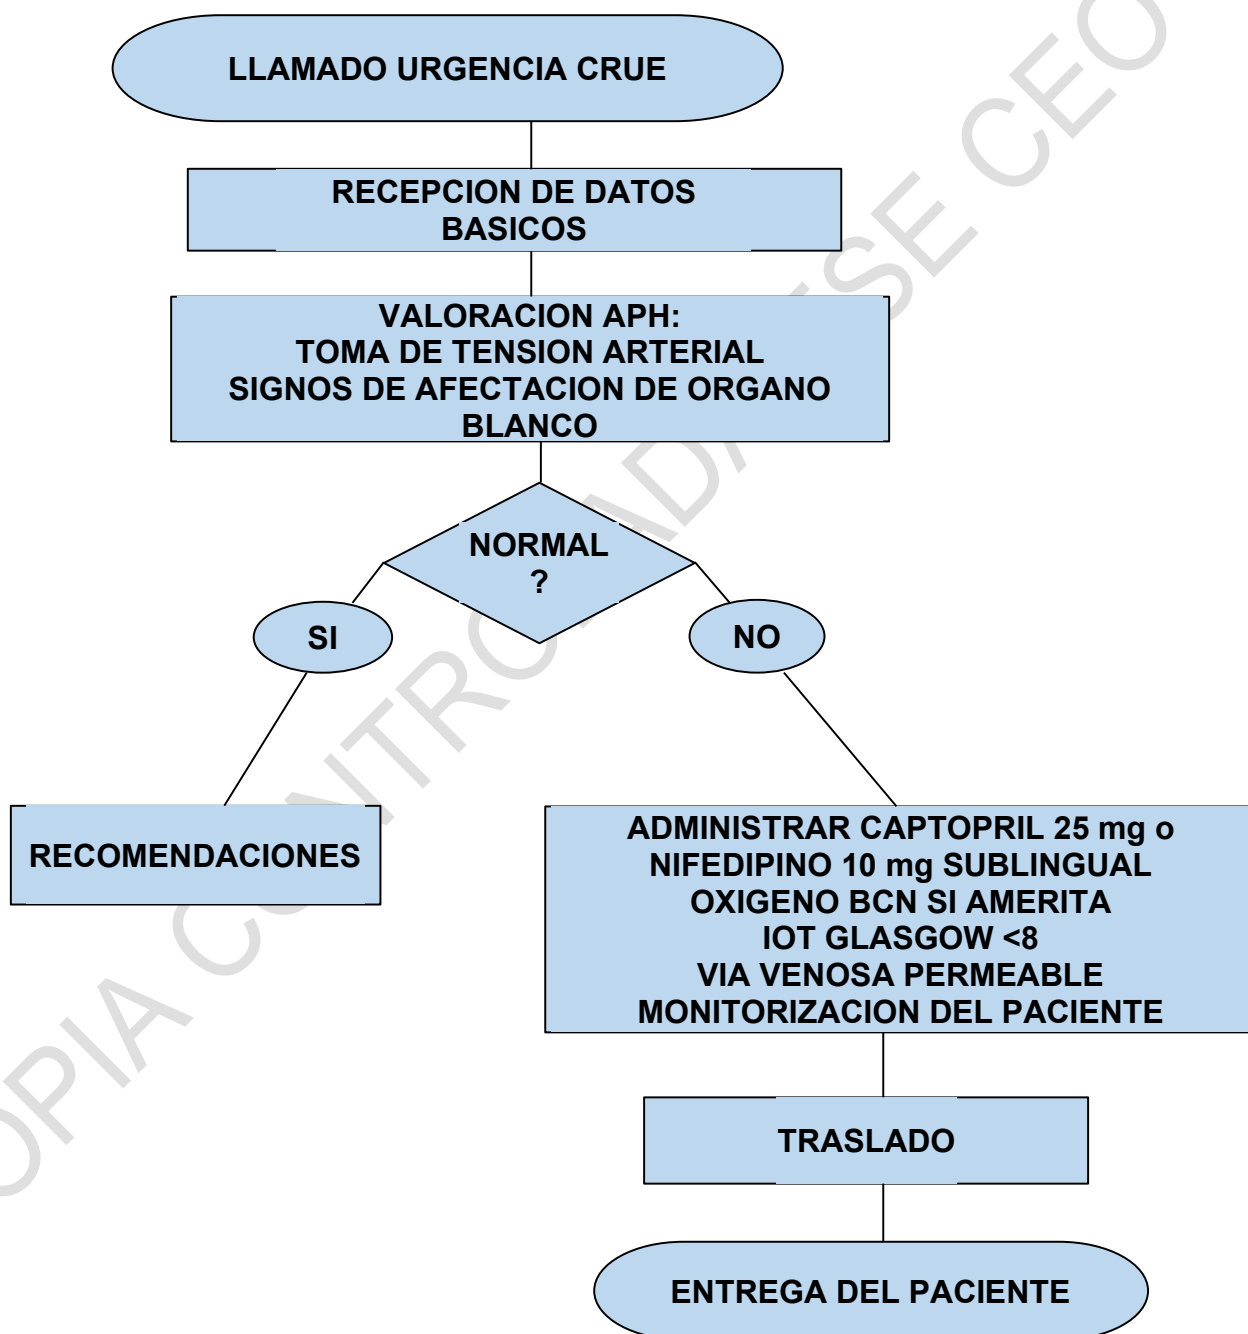 LLAMADO URGENCIA CRUE
RECEPCION DE DATOS
BASICOS
VALORACION APH:
TOMA DE TENSION ARTERIAL
SIGNOS DE AFECTACION DE ORGANO
BLANCO
NORMAL
?
SI
NO
RECOMENDACIONES
ADMINISTRAR CAPTOPRIL 25 mg o
NIFEDIPINO 10 mg SUBLINGUAL
OXIGENO BCN SI AMERITA
IOT GLASGOW <8
VIA VENOSA PERMEABLE
MONITORIZACION DEL PACIENTE
TRASLADO
ENTREGA DEL PACIENTE